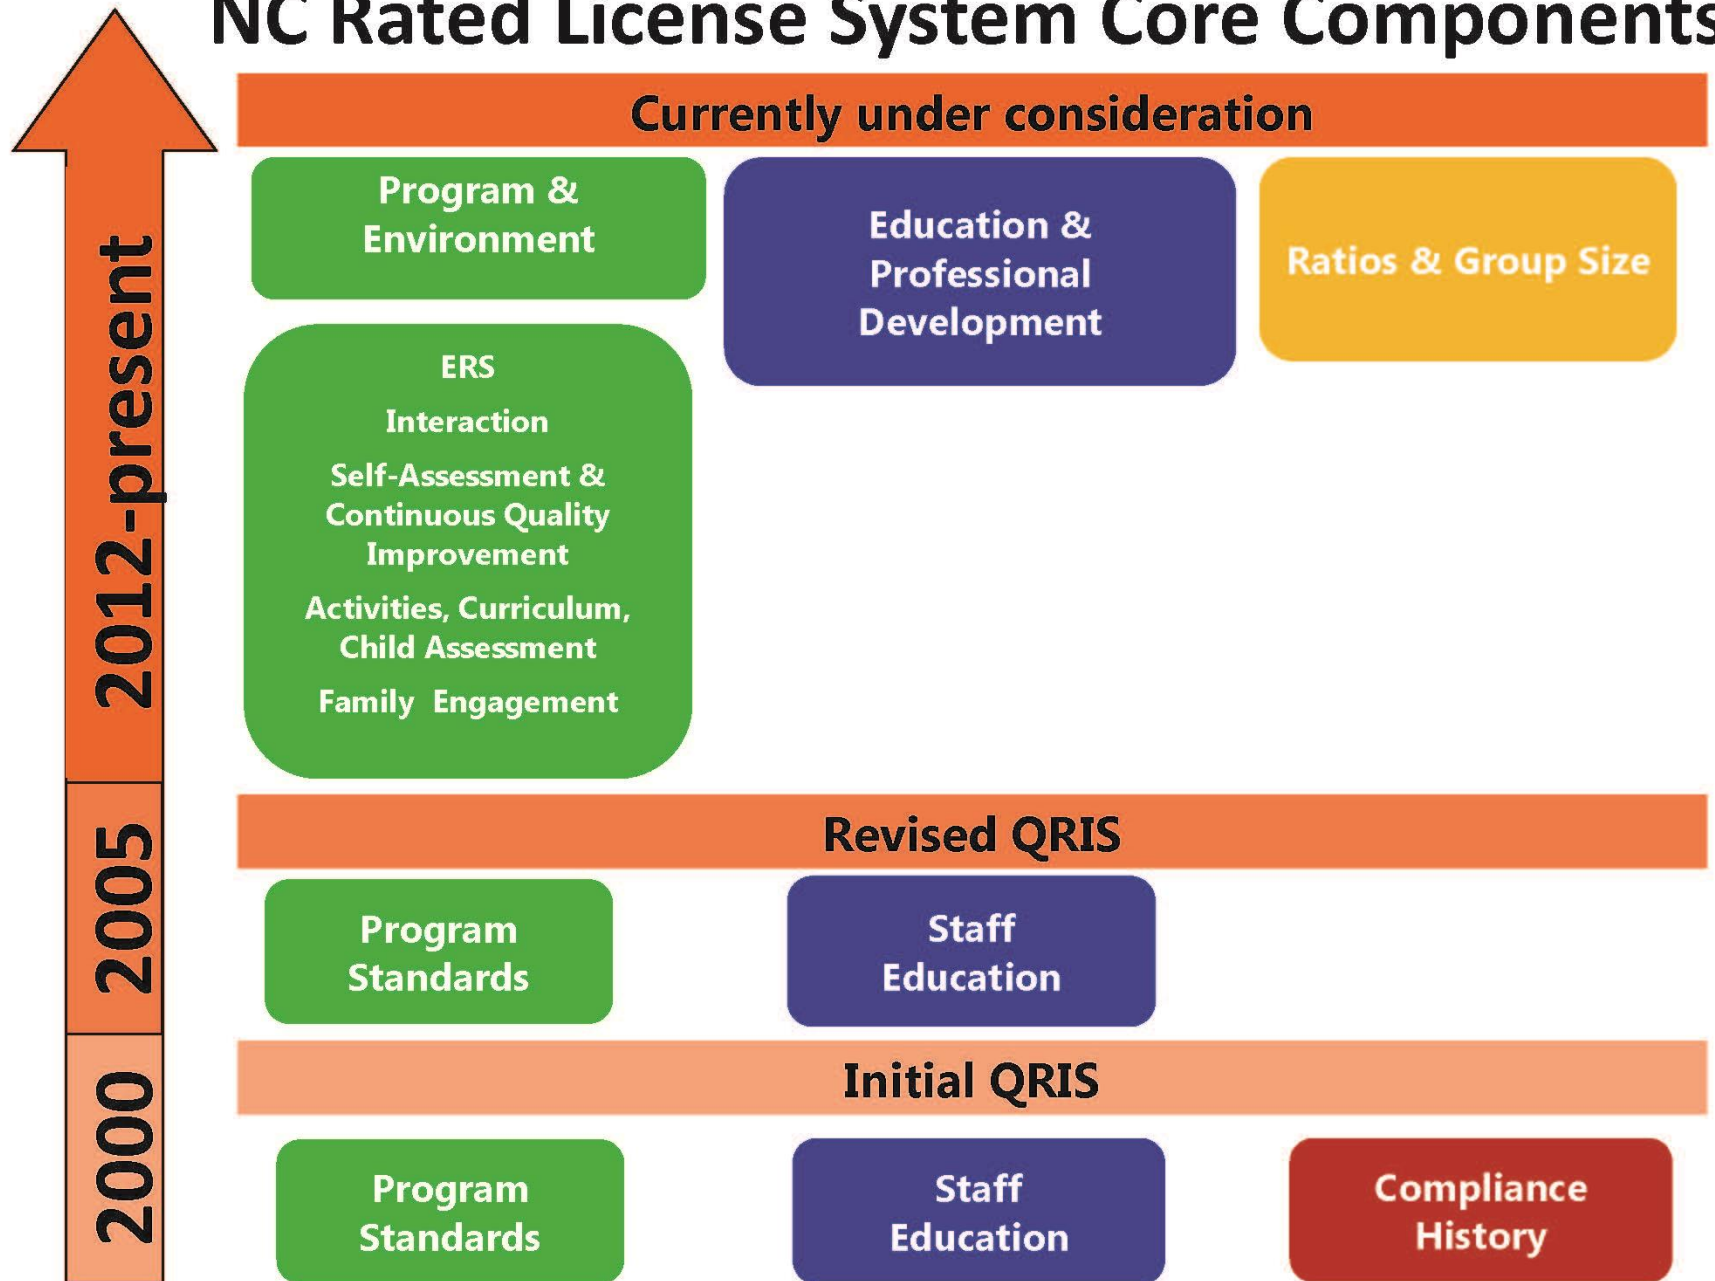 NC Rated License System Core Components
Currently under consideration
Program &
Environment
Education &
Professional
Development
Ratios & Group Size
ERS
Interaction
Self-Assessment &
Continuous Quality
Improvement
Activities, Curriculum,
Child Assessment
Family Engagement
2012-present
Revised QRIS
Program
Standards
Staff
Education
2005
Initial QRIS
Program
Standards
Staff
Education
Compliance
History
2000